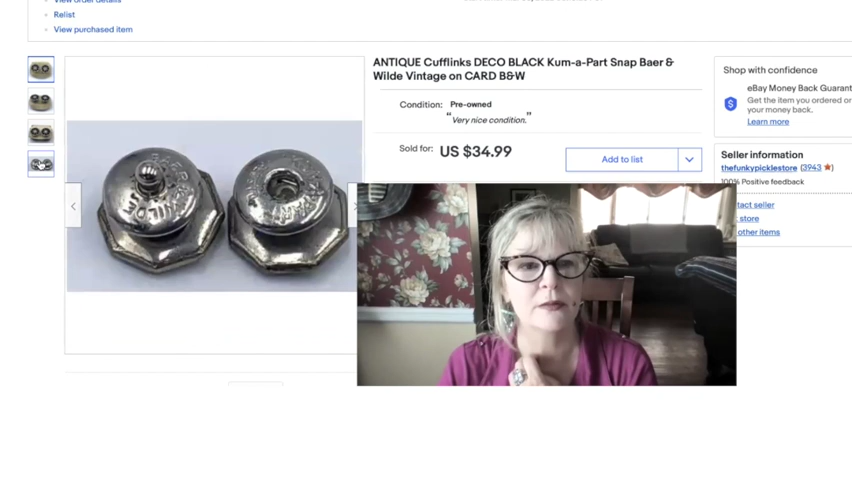 Relist
View purchased item
ANTIQUE Cufflinks DECO BLACK Kum-a-Part Snap Baer &
Wilde Vintage on CARD B&W
Condition: Pre-owned
“Very nice condition.”
Sold for: US $34.99
Add to list
Shop with confidence
eBay Money Back Guarant
Get the item you ordered or
your money back.
Learn more
Seller information
thefunkypicklestore (3943 ★)
100% Positive feedback
tact seller
store
other items